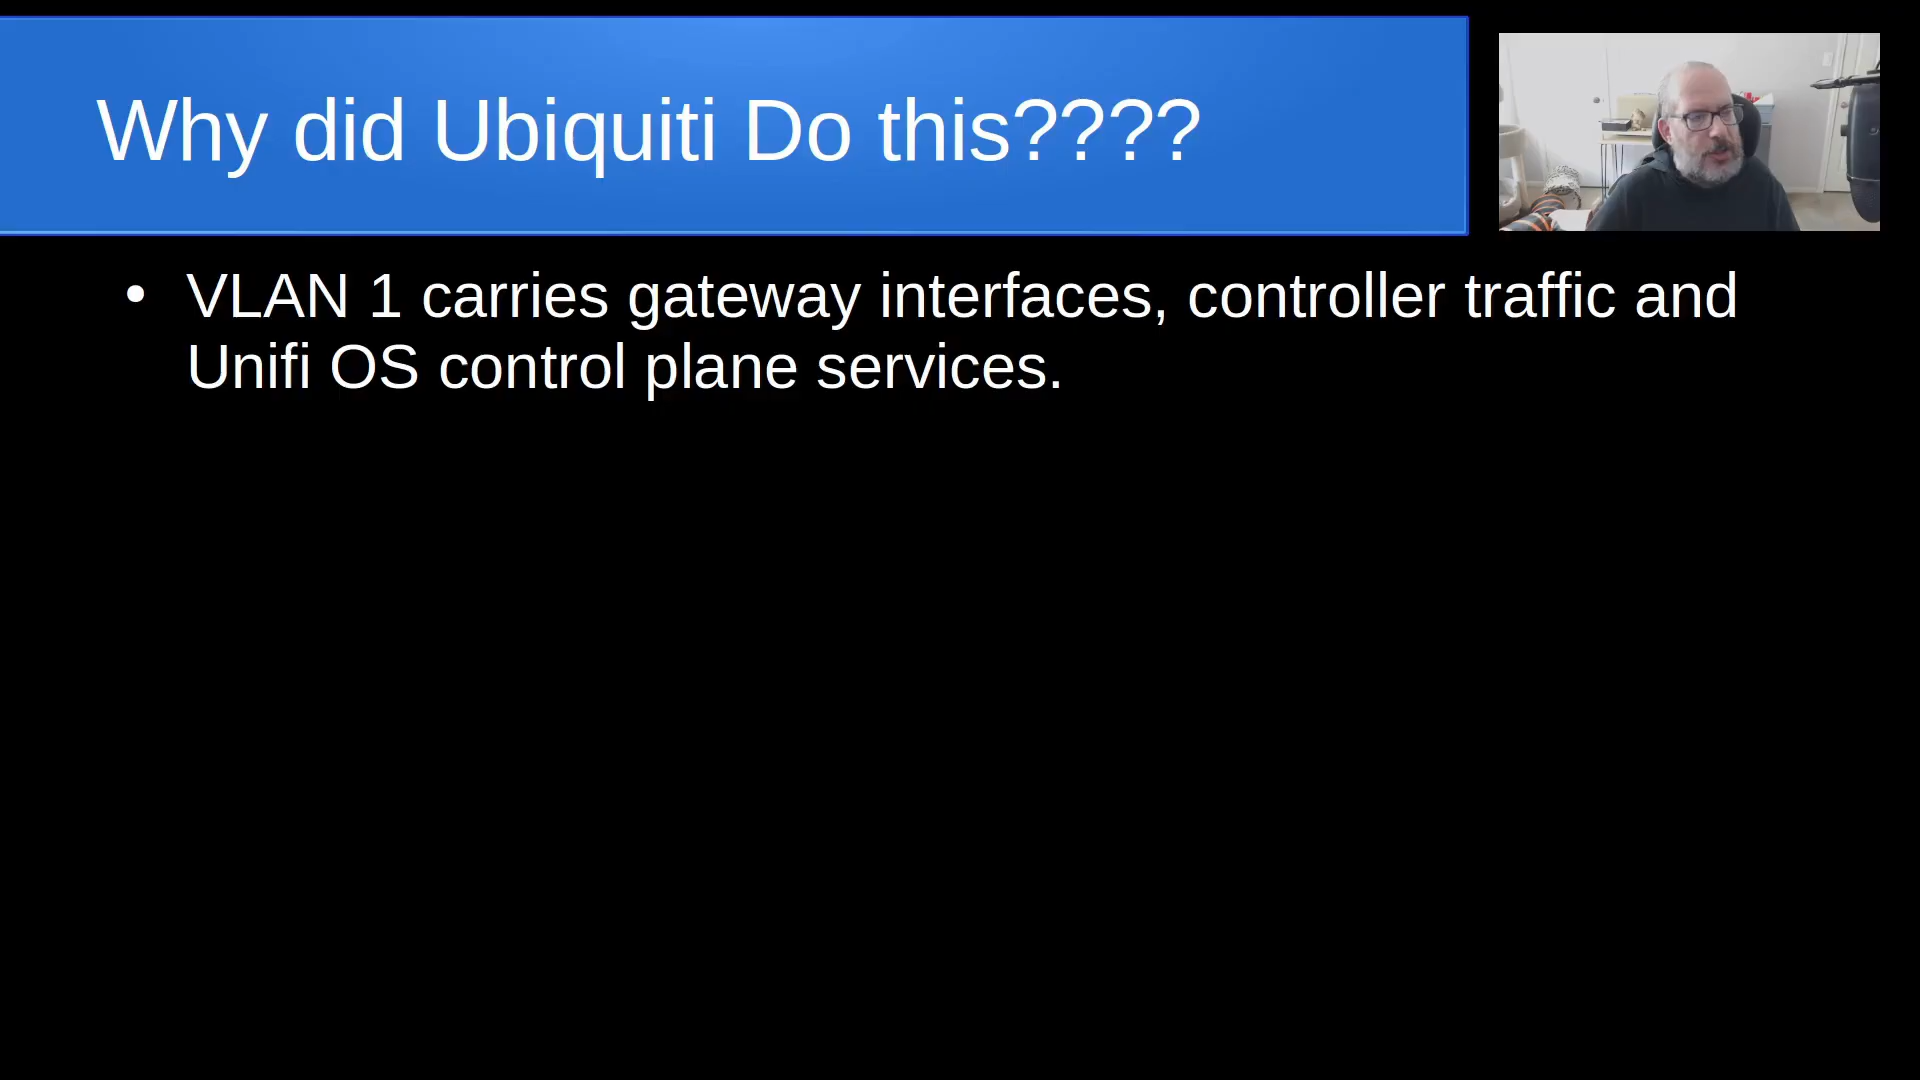 Why did Ubiquiti Do this????
• VLAN 1 carries gateway interfaces, controller traffic and
Unifi OS control plane services.